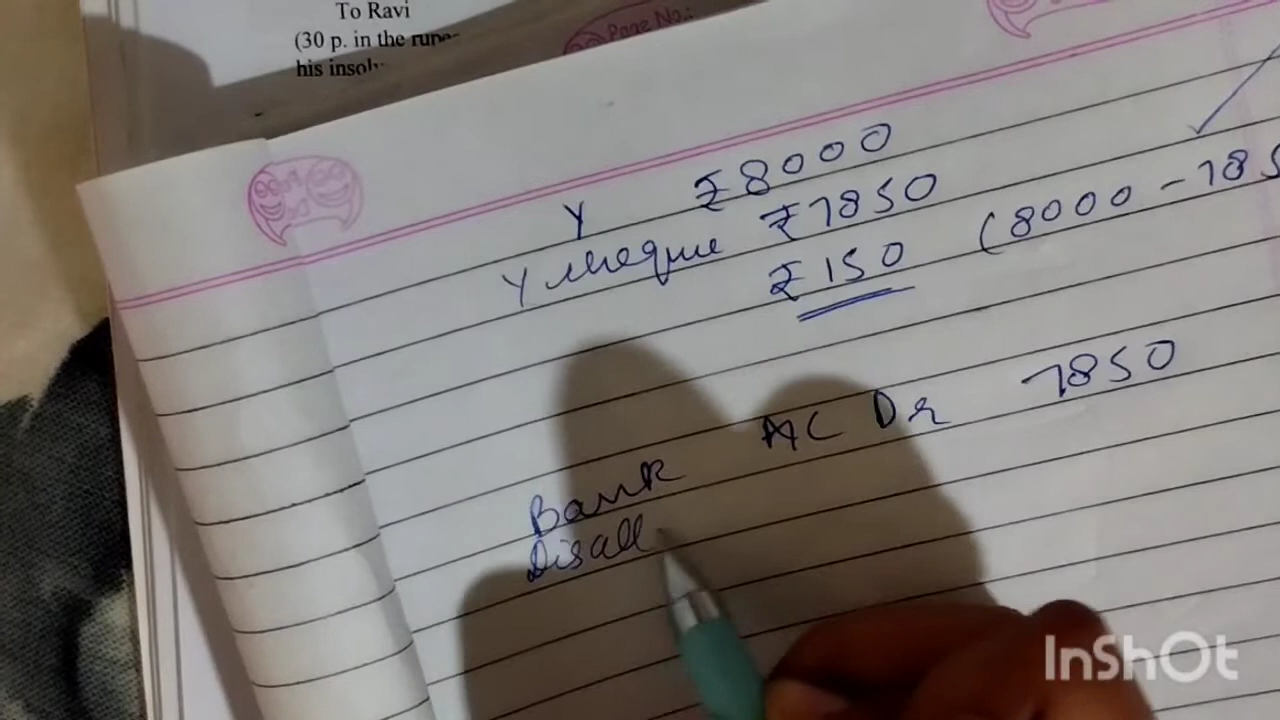 To Ravi
(30 p. in the rupe
his insol
Page No.:
Y ₹8000
Y cheque ₹7850
₹150 (8000 - 785
Bank AC Dr 7850
Disall
InShOt